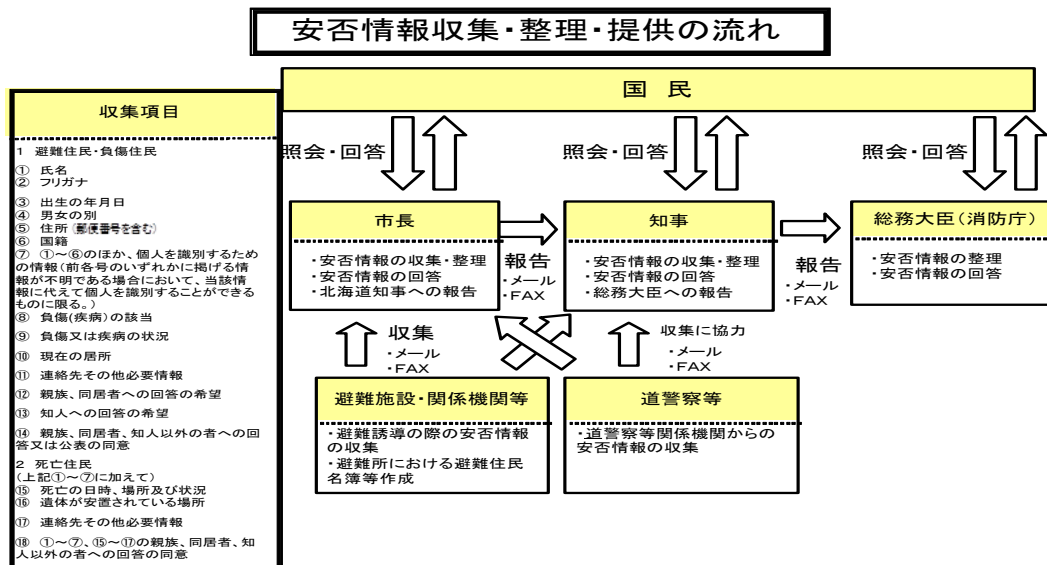 安否情報収集・整理・提供の流れ
国 民
収集項目
1 避難住民・負傷住民
① 氏名
② フリガナ
③ 出生の年月日
④ 男女の別
⑤ 住所(郵便番号を含む)
⑥ 国籍
⑦ ①～⑥のほか、個人を識別するため
の情報(前各号のいずれかに掲げる情
報が不明である場合において、当該情
報に代えて個人を識別することができる
ものに限る。)
⑧ 負傷(疾病)の該当
⑨ 負傷又は疾病の状況
⑩ 現在の居所
⑪ 連絡先その他必要情報
⑫ 親族、同居者への回答の希望
⑬ 知人への回答の希望
⑭ 親族、同居者、知人以外の者への回
答又は公表の同意
2 死亡住民
(上記①～⑦に加えて)
⑮ 死亡の日時、場所及び状況
⑯ 遺体が安置されている場所
⑰ 連絡先その他必要情報
⑱ ①～⑦、⑮～⑰の親族、同居者、知
人以外の者への回答の同意
照会・回答
照会・回答
照会・回答
市長
・安否情報の収集・整理
・安否情報の回答
・北海道知事への報告
報告
・メール
・FAX
知事
・安否情報の収集・整理
・安否情報の回答
・総務大臣への報告
報告
・メール
・FAX
総務大臣(消防庁)
・安否情報の整理
・安否情報の回答
収集
・メール
・FAX
収集に協力
・メール
・FAX
避難施設・関係機関等
・避難誘導の際の安否情報
の収集
・避難所における避難住民
名簿等作成
道警察等
・道警察等関係機関からの
安否情報の収集